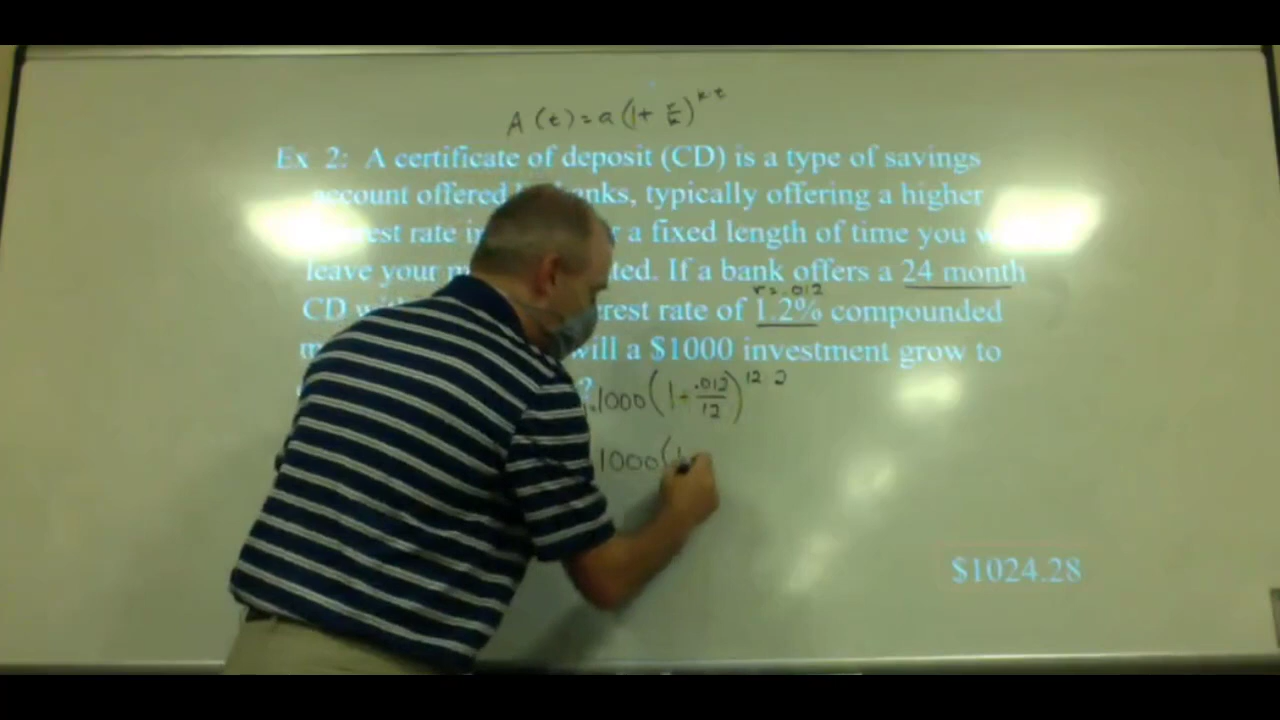 A(t)=a(1+ r/k)^kt
Ex 2: A certificate of deposit (CD) is a type of savings
account offered banks, typically offering a higher
rest rate a fixed length of time you
leave your If a bank offers a 24 month
r=.012
CD rest rate of 1.2% compounded
will a $1000 investment grow to
?
1000(1+ .012/12)^12·2
1000(1
$1024.28